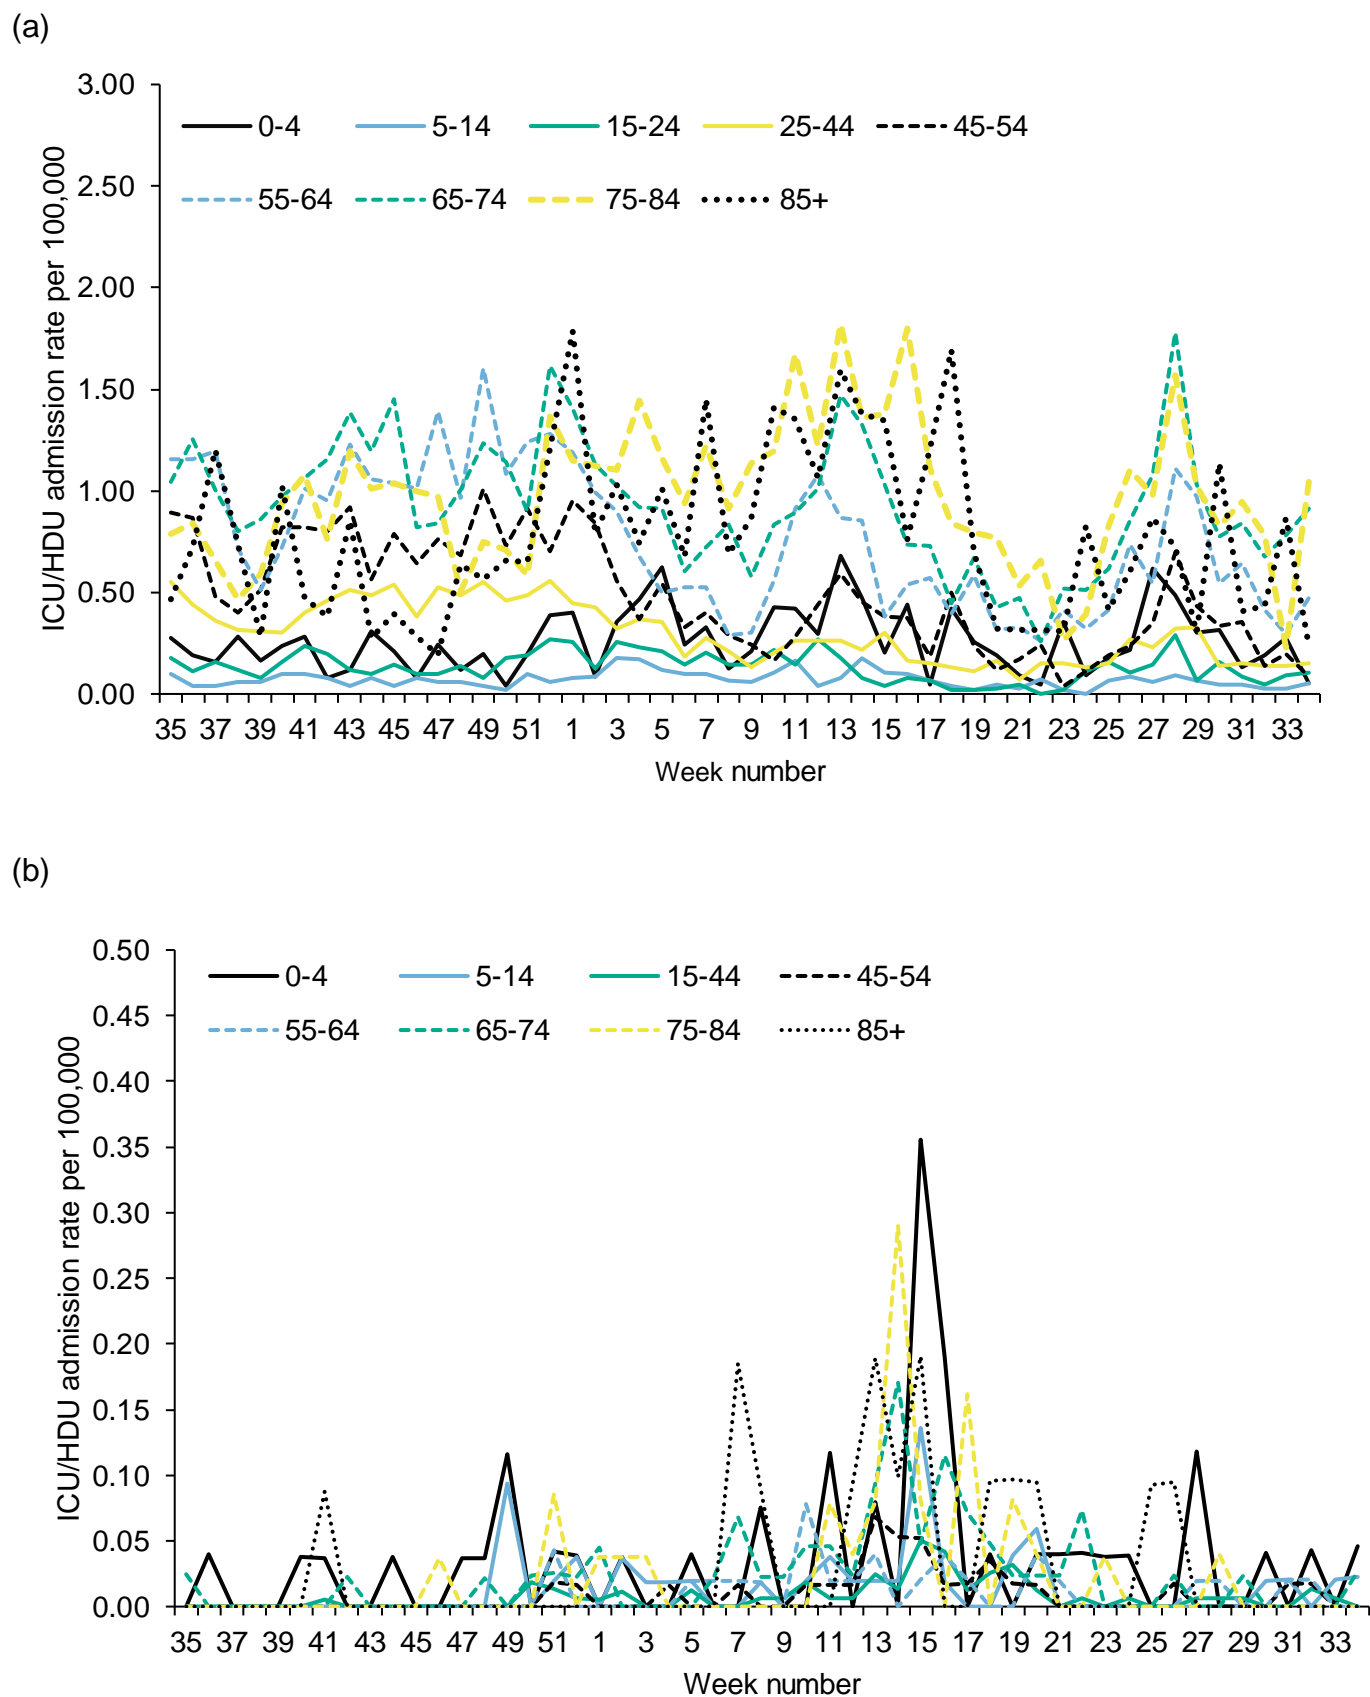 (a)
3.00
2.50
2.00
1.50
1.00
0.50
0.00
ICU/HDU admission rate per 100,000
0-4 5-14 15-24 25-44 45-54
55-64 65-74 75-84 85+
35 37 39 41 43 45 47 49 51 1 3 5 7 9 11 13 15 17 19 21 23 25 27 29 31 33
Week number
(b)
0.50
0.45
0.40
0.35
0.30
0.25
0.20
0.15
0.10
0.05
0.00
ICU/HDU admission rate per 100,000
0-4 5-14 15-44 45-54
55-64 65-74 75-84 85+
35 37 39 41 43 45 47 49 51 1 3 5 7 9 11 13 15 17 19 21 23 25 27 29 31 33
Week number